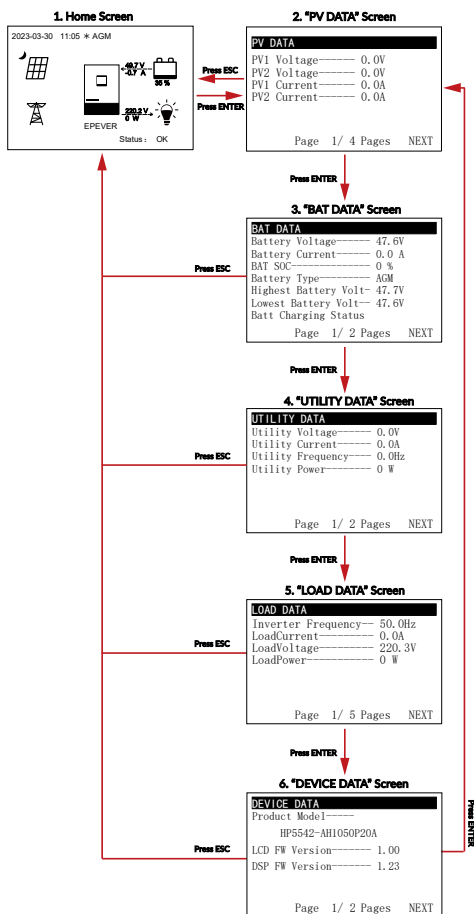 1. Home Screen
2023-03-30 11:05 ＊ AGM
49.7 V
-0.7 A
35 %
220.2 V
0 W
EPEVER
Status： OK
Press ESC
Press ENTER
2. "PV DATA" Screen
PV DATA
PV1 Voltage------ 0.0V
PV2 Voltage------ 0.0V
PV1 Current------ 0.0A
PV2 Current------ 0.0A
Page 1/ 4 Pages NEXT
Press ENTER
3. "BAT DATA" Screen
BAT DATA
Battery Voltage------ 47.6V
Battery Current------ 0.0 A
BAT SOC-------------- 0 %
Battery Type--------- AGM
Highest Battery Volt- 47.7V
Lowest Battery Volt-- 47.6V
Batt Charging Status
Page 1/ 2 Pages NEXT
Press ESC
Press ENTER
4. "UTILITY DATA" Screen
UTILITY DATA
Utility Voltage------ 0.0V
Utility Current------ 0.0A
Utility Frequency---- 0.0Hz
Utility Power-------- 0 W
Page 1/ 2 Pages NEXT
Press ESC
Press ENTER
5. "LOAD DATA" Screen
LOAD DATA
Inverter Frequency-- 50.0Hz
LoadCurrent--------- 0.0A
LoadVoltage--------- 220.3V
LoadPower----------- 0 W
Page 1/ 5 Pages NEXT
Press ESC
Press ENTER
6. "DEVICE DATA" Screen
DEVICE DATA
Product Model-----
HP5542-AH1050P20A
LCD FW Version------- 1.00
DSP FW Version------- 1.23
Page 1/ 2 Pages NEXT
Press ESC
Press ENTER